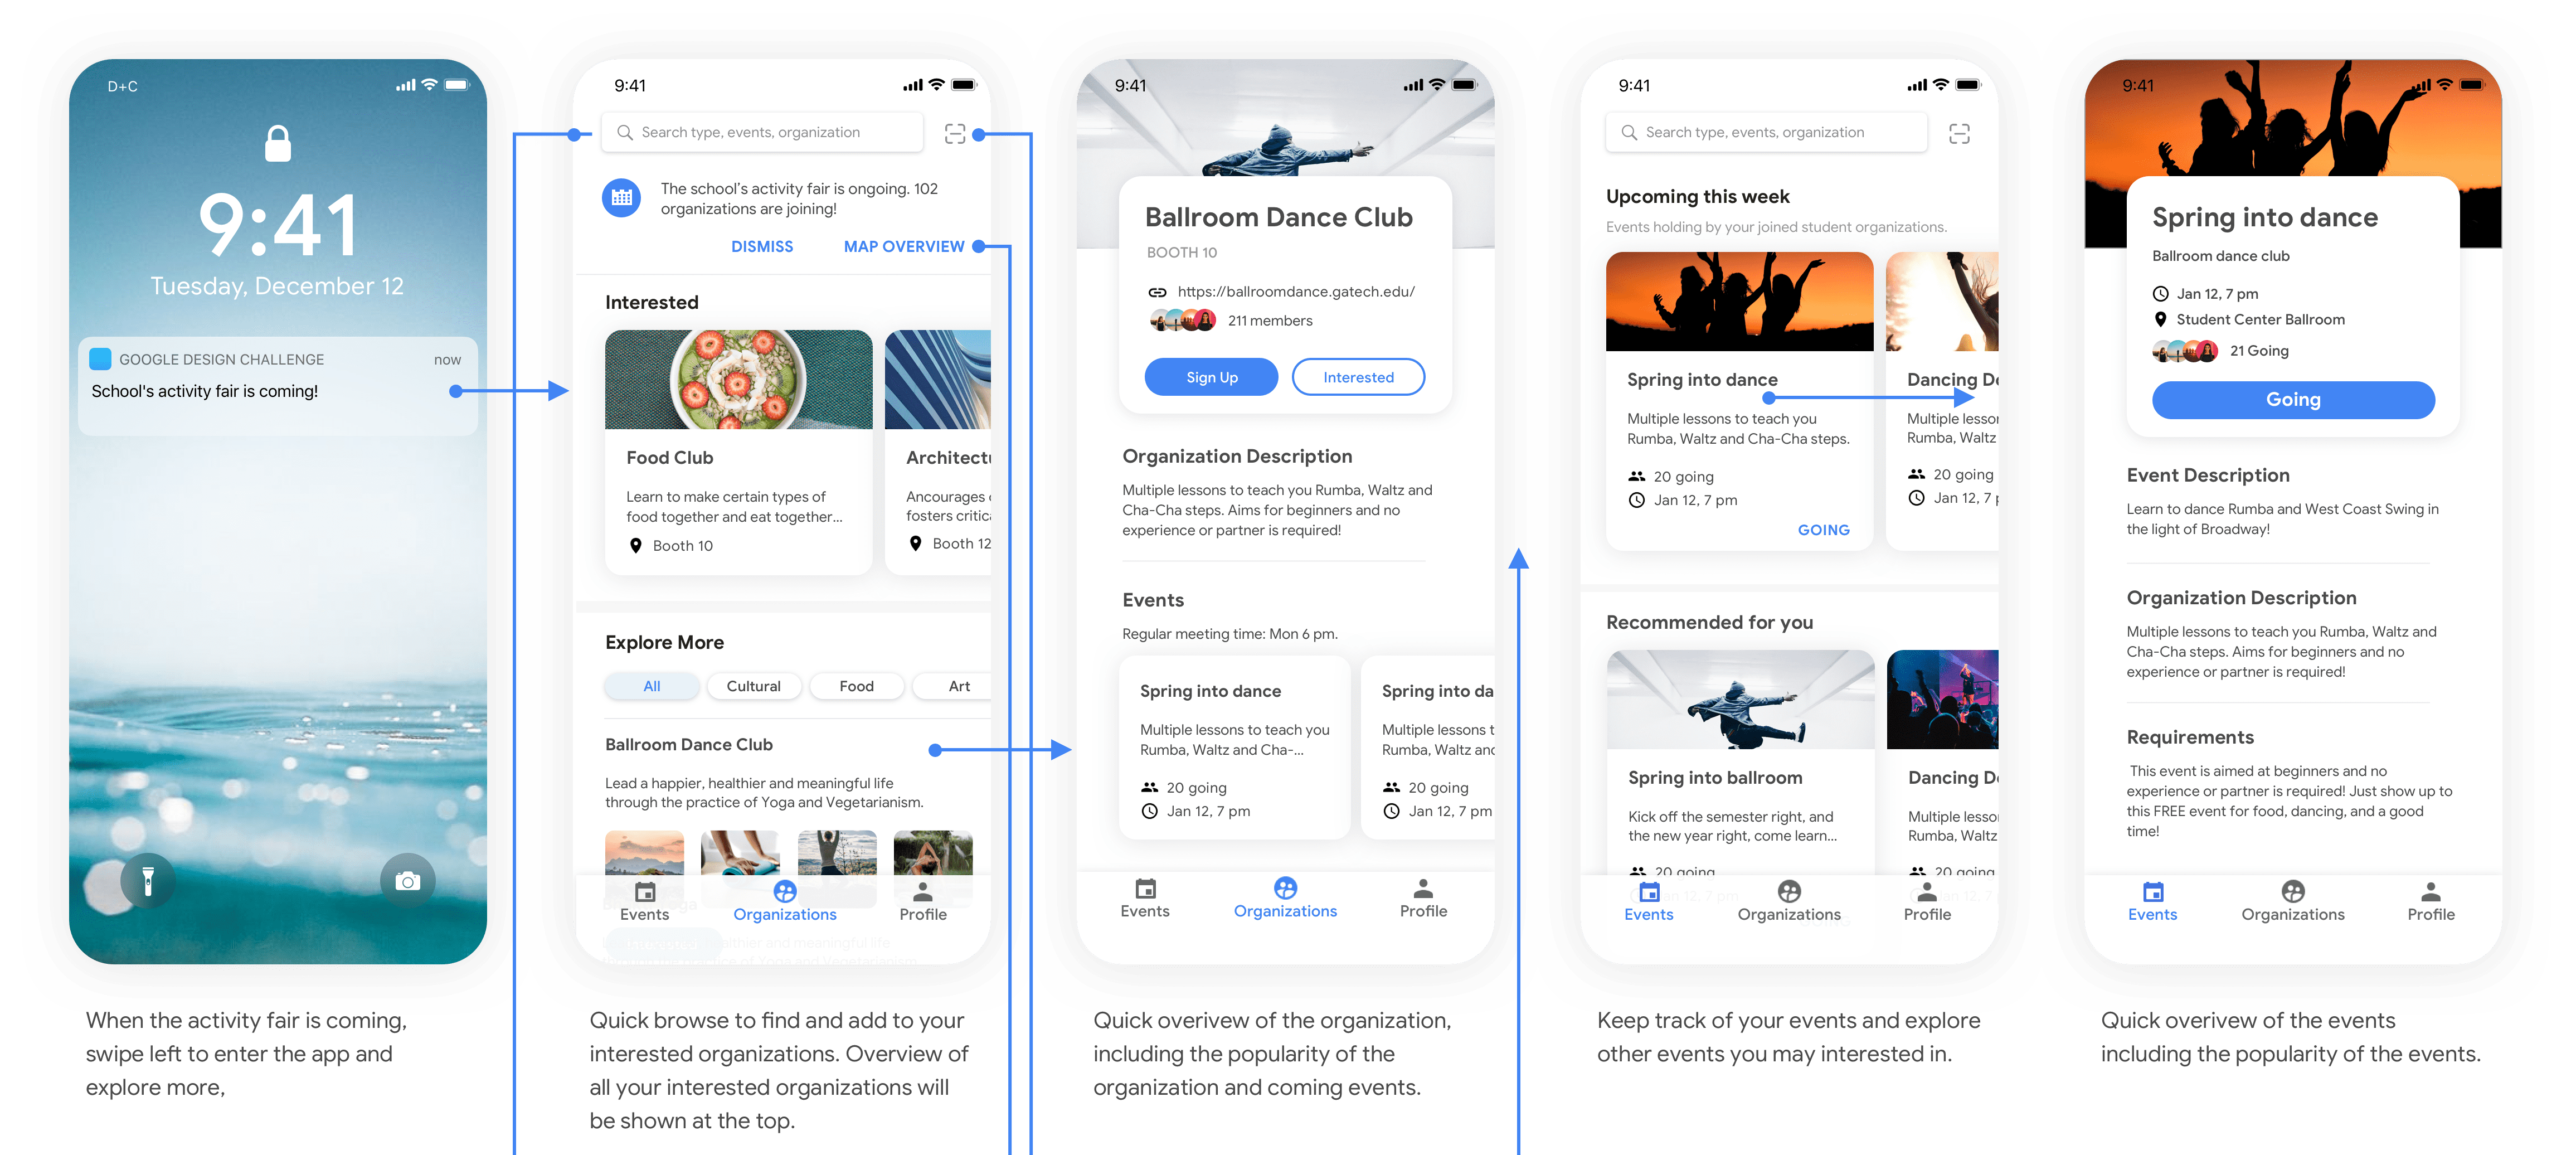 D+C
9:41
Tuesday, December 12
GOOGLE DESIGN CHALLENGE
now
School's activity fair is coming!
When the activity fair is coming,
swipe left to enter the app and
explore more,
9:41
Search type, events, organization
The school's activity fair is ongoing. 102
organizations are joining!
DISMISS
MAP OVERVIEW
Interested
Food Club
Learn to make certain types of
food together and eat together...
Booth 10
Architectu
Ancourages
fosters critica
Booth 12
Explore More
All
Cultural
Food
Art
Ballroom Dance Club
Lead a happier, healthier and meaningful life
through the practice of Yoga and Vegetarianism.
Events
Organizations
Profile
Quick browse to find and add to your
interested organizations. Overview of
all your interested organizations will
be shown at the top.
9:41
Ballroom Dance Club
BOOTH 10
https://ballroomdance.gatech.edu/
211 members
Sign Up
Interested
Organization Description
Multiple lessons to teach you Rumba, Waltz and
Cha-Cha steps. Aims for beginners and no
experience or partner is required!
Events
Regular meeting time: Mon 6 pm.
Spring into dance
Multiple lessons to teach you
Rumba, Waltz and Cha-...
20 going
Jan 12, 7 pm
Spring into da
Multiple lessons t
Rumba, Waltz and
20 going
Jan 12, 7 pm
Events
Organizations
Profile
Quick overivew of the organization,
including the popularity of the
organization and coming events.
9:41
Search type, events, organization
Upcoming this week
Events holding by your joined student organizations.
Spring into dance
Multiple lessons to teach you
Rumba, Waltz and Cha-Cha steps.
20 going
Jan 12, 7 pm
GOING
Dancing De
Multiple lesson
Rumba, Waltz
20 going
Jan 12, 7 p
Recommended for you
Spring into ballroom
Kick off the semester right, and
the new year right, come learn...
20 going
Dancing De
Multiple lesson
Rumba, Waltz
20 going
Events
Organizations
Profile
Keep track of your events and explore
other events you may interested in.
9:41
Spring into dance
Ballroom dance club
Jan 12, 7 pm
Student Center Ballroom
21 Going
Going
Event Description
Learn to dance Rumba and West Coast Swing in
the light of Broadway!
Organization Description
Multiple lessons to teach you Rumba, Waltz and
Cha-Cha steps. Aims for beginners and no
experience or partner is required!
Requirements
This event is aimed at beginners and no
experience or partner is required! Just show up to
this FREE event for food, dancing, and a good
time!
Events
Organizations
Profile
Quick overivew of the events
including the popularity of the events.